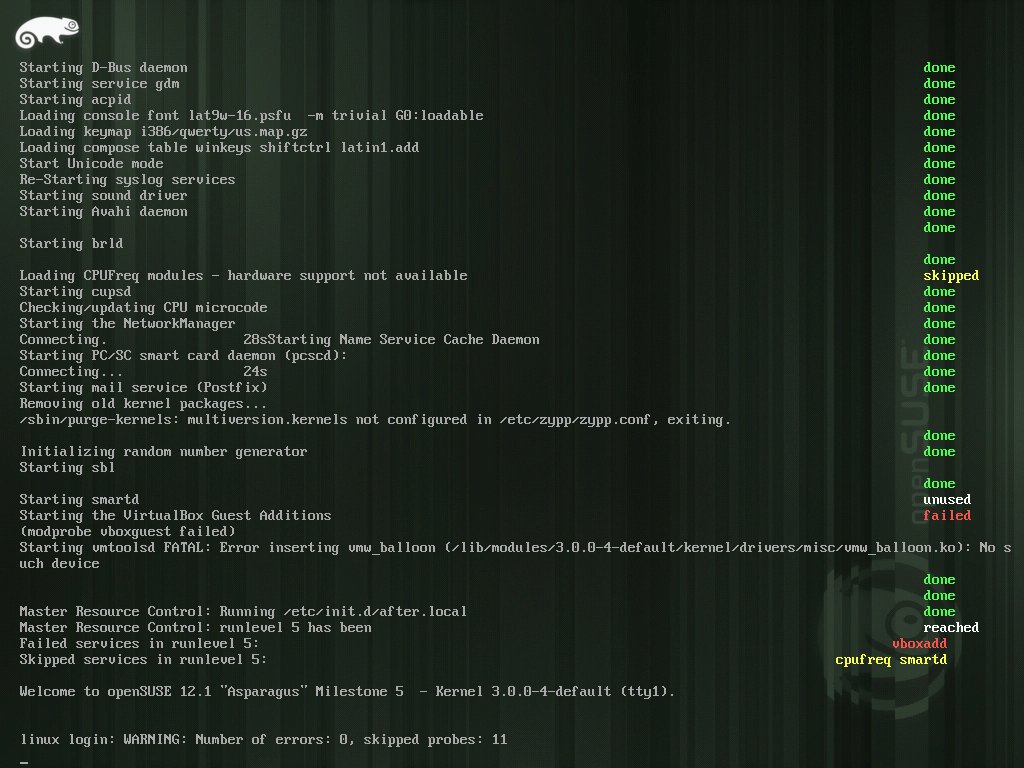 Starting D-Bus daemon done
Starting service gdm done
Starting acpid done
Loading console font lat9w-16.psfu -m trivial G0:loadable done
Loading keymap i386/qwerty/us.map.gz done
Loading compose table winkeys shiftctrl latin1.add done
Start Unicode mode done
Re-Starting syslog services done
Starting sound driver done
Starting Avahi daemon done
done
Starting brld
done
Loading CPUFreq modules - hardware support not available skipped
Starting cupsd done
Checking/updating CPU microcode done
Starting the NetworkManager done
Connecting. 28sStarting Name Service Cache Daemon done
Starting PC/SC smart card daemon (pcscd): done
Connecting... 24s done
Starting mail service (Postfix) done
Removing old kernel packages...
/sbin/purge-kernels: multiversion.kernels not configured in /etc/zypp/zypp.conf, exiting.
done
Initializing random number generator done
Starting sbl
done
Starting smartd unused
Starting the VirtualBox Guest Additions failed
(modprobe vboxguest failed)
Starting vmtoolsd FATAL: Error inserting vmw_balloon (/lib/modules/3.0.0-4-default/kernel/drivers/misc/vmw_balloon.ko): No s
uch device
done
done
Master Resource Control: Running /etc/init.d/after.local done
Master Resource Control: runlevel 5 has been reached
Failed services in runlevel 5: vboxadd
Skipped services in runlevel 5: cpufreq smartd
Welcome to openSUSE 12.1 "Asparagus" Milestone 5 - Kernel 3.0.0-4-default (tty1).
linux login: WARNING: Number of errors: 0, skipped probes: 11
_
openSUSE